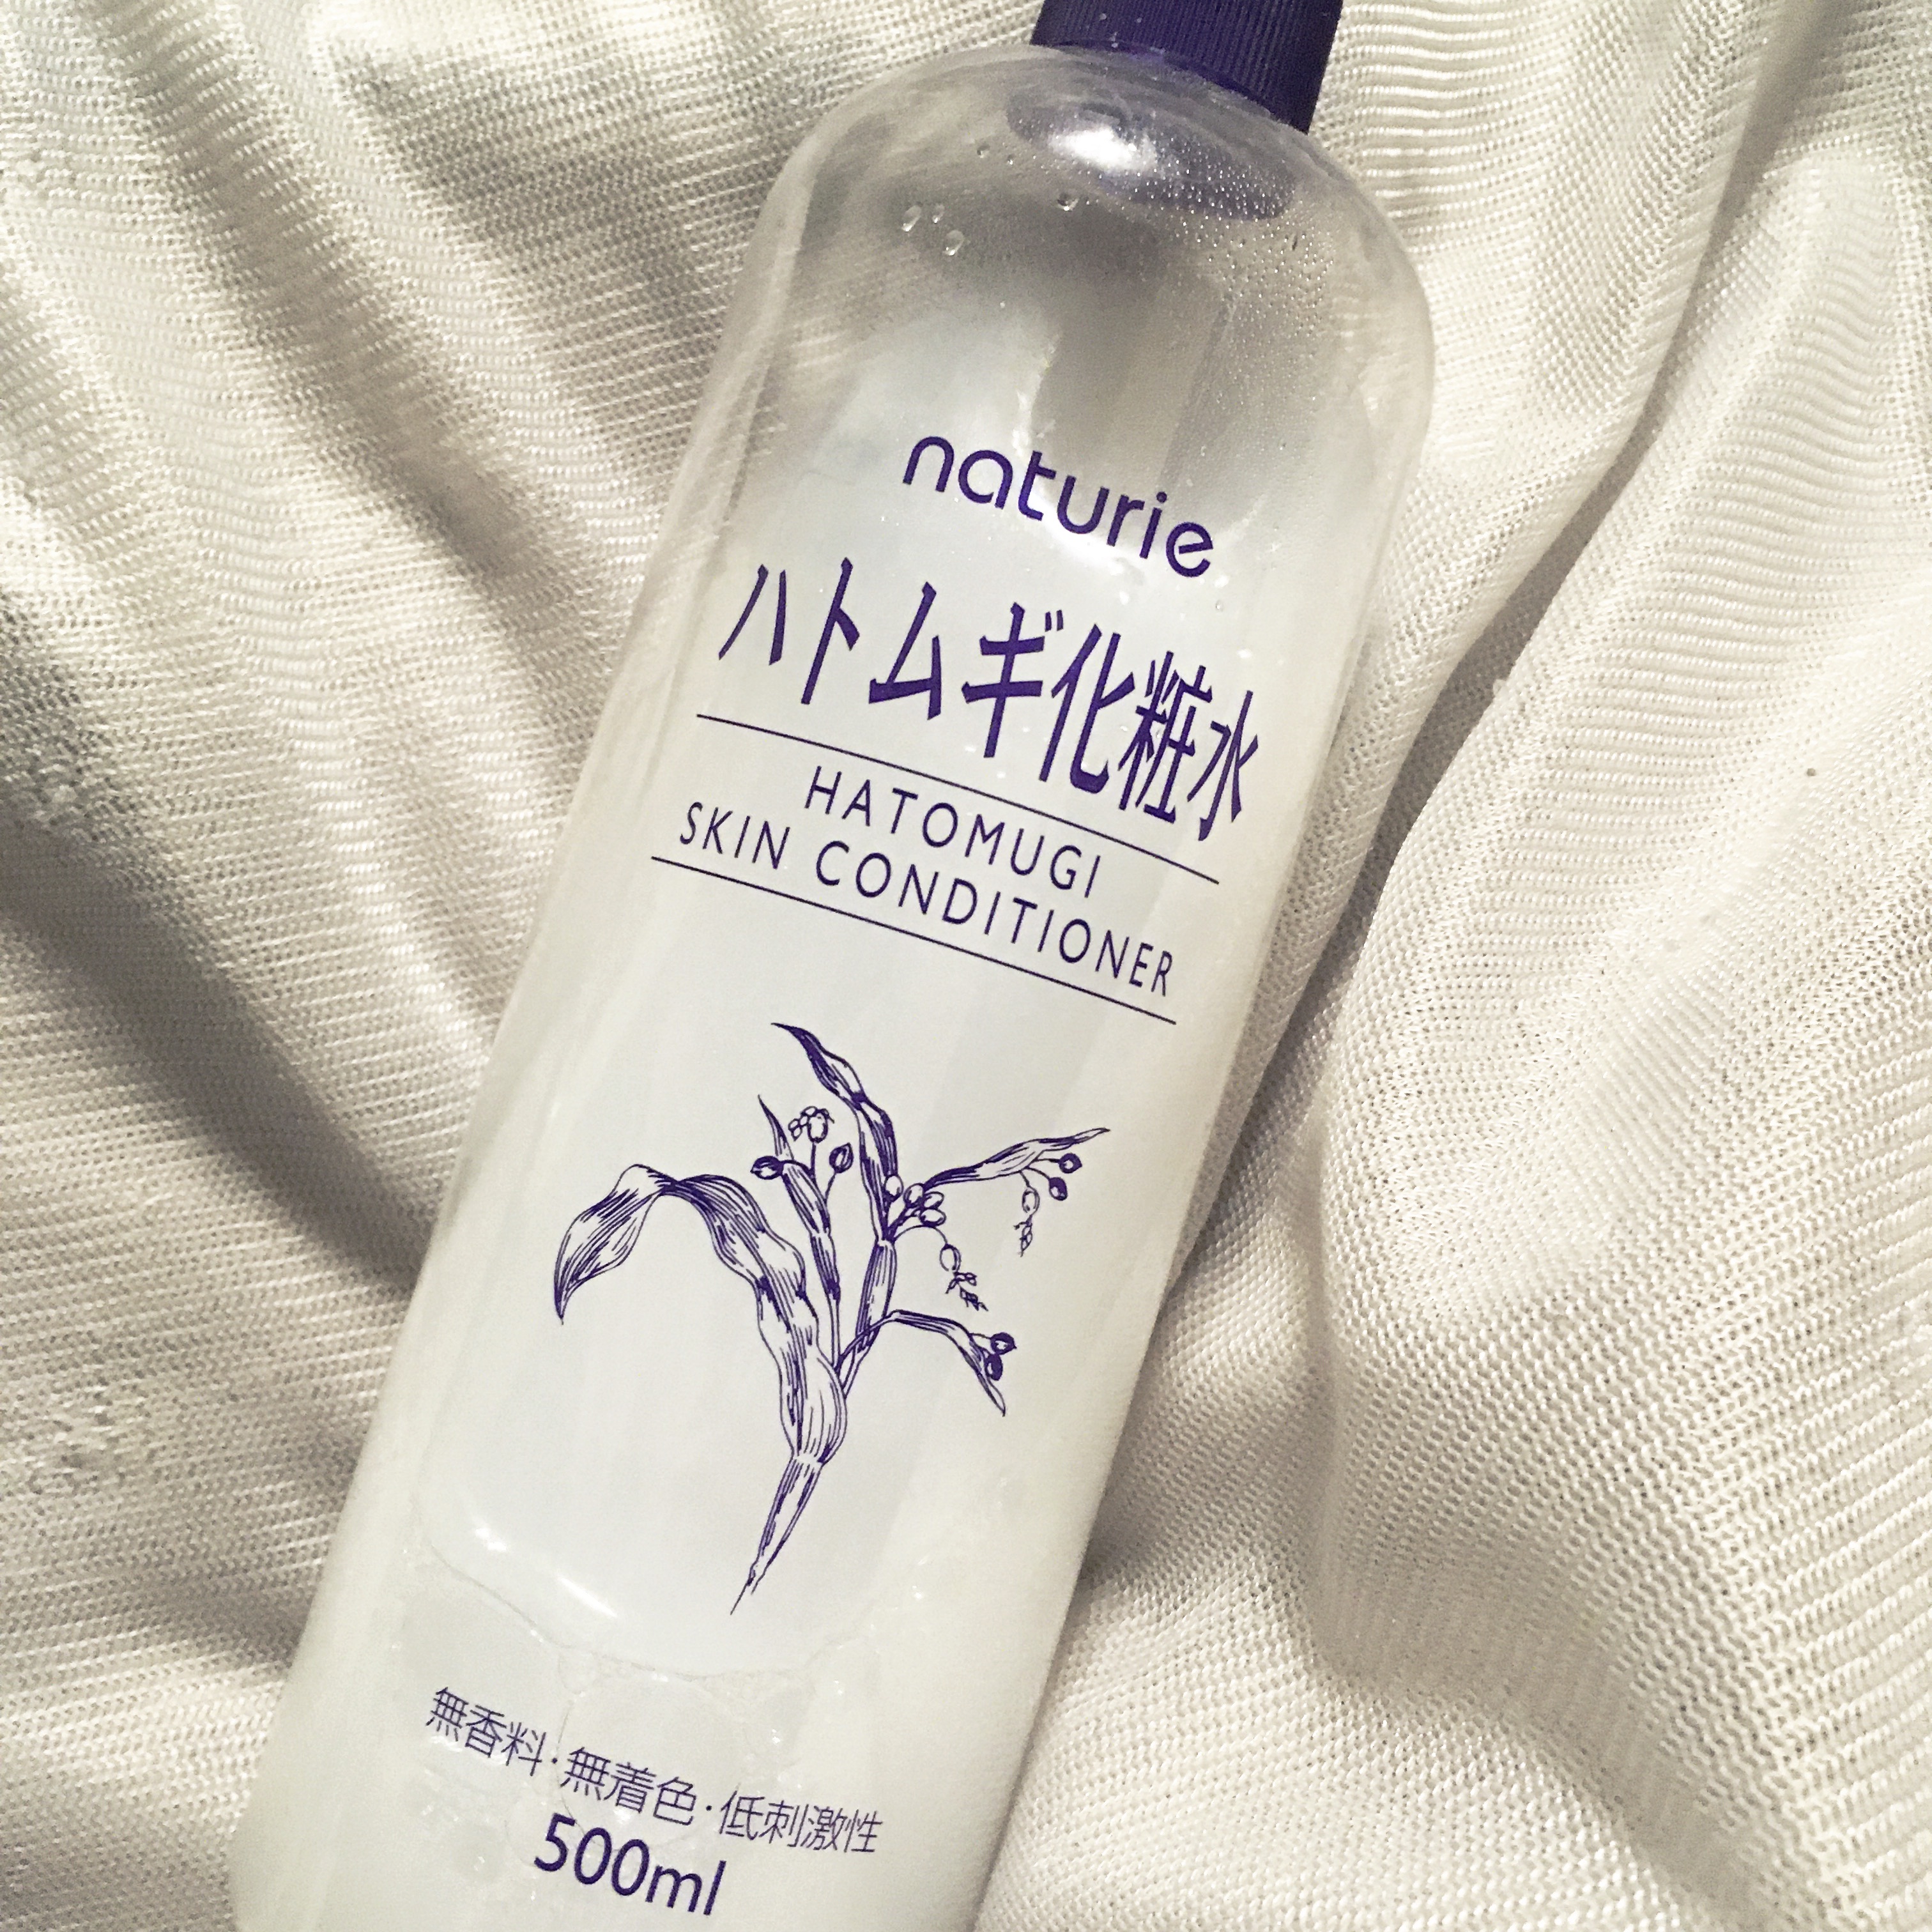 naturie
ハトムギ化粧水
HATOMUGI
SKIN CONDITIONER
無香料·無着色·低刺激性
500ml